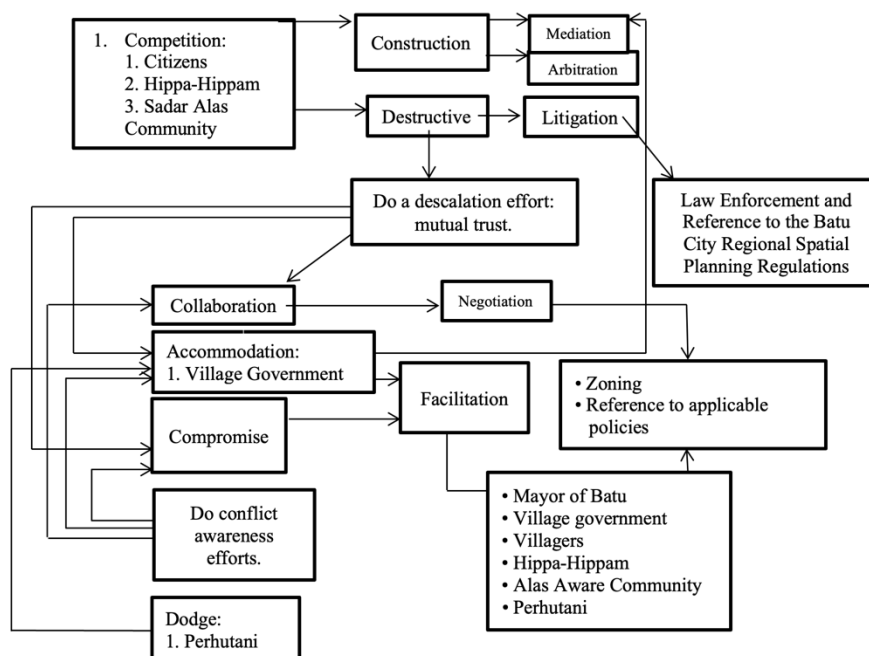 1. Competition:
1. Citizens
2. Hippa-Hippam
3. Sadar Alas
Community
Construction
Mediation
Arbitration
Destructive
Litigation
Do a descalation effort:
mutual trust.
Law Enforcement and
Reference to the Batu
City Regional Spatial
Planning Regulations
Collaboration
Negotiation
Accommodation:
1. Village Government
Facilitation
• Zoning
• Reference to applicable
policies
Compromise
Do conflict
awareness
efforts.
• Mayor of Batu
• Village government
• Villagers
• Hippa-Hippam
• Alas Aware Community
• Perhutani
Dodge:
1. Perhutani